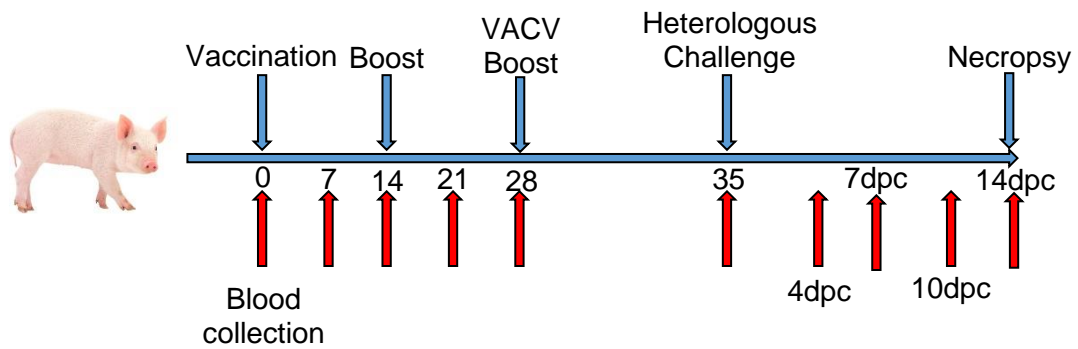 VACV
Heterologous
Vaccination Boost Boost Challenge Necropsy
0 7 14 21 28 35 7dpc 14dpc
4dpc 10dpc
Blood
collection